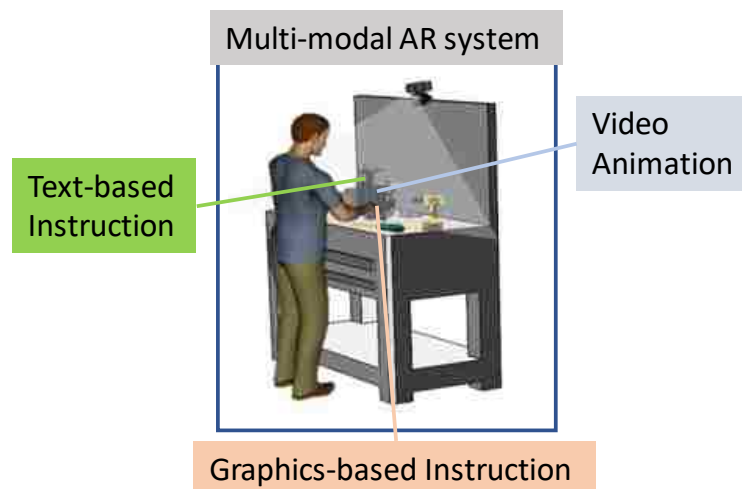 Multi-modal AR system
Video
Animation
Text-based
Instruction
Graphics-based Instruction